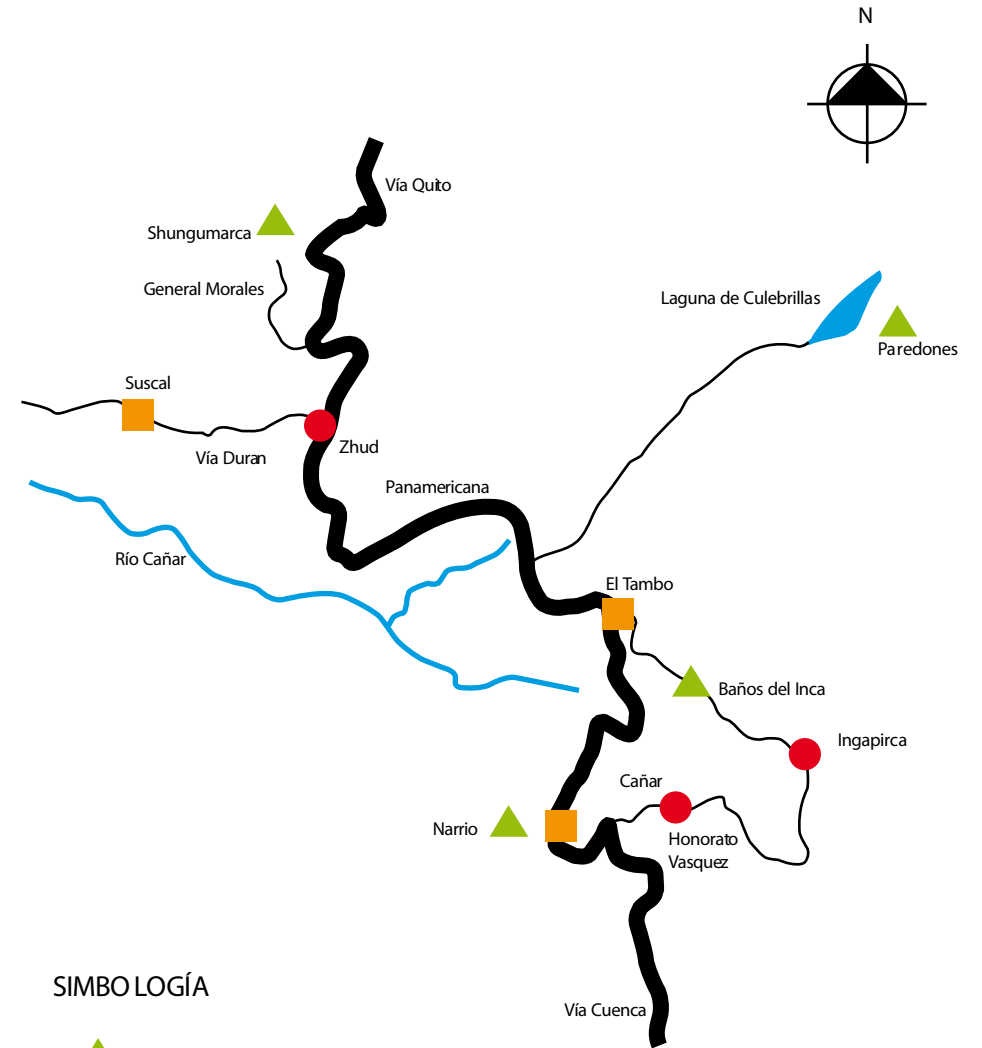 N
Vía Quito
Shungumarca
General Morales
Laguna de Culebrillas
Paredones
Suscal
Zhud
Vía Duran
Panamericana
Río Cañar
El Tambo
Baños del Inca
Ingapirca
Cañar
Narrio
Honorato
Vasquez
SIMBOLOGÍA
Vía Cuenca